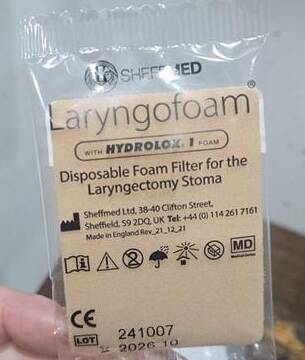 SHEFFMED
Laryngofoam®
WITH HYDROLOX 1 FOAM
Disposable Foam Filter for the
Laryngectomy Stoma
Sheffmed Ltd, 38-40 Clifton Street,
Sheffield, S9 2DQ, UK Tel: +44 (0) 114 261 7161
Made in England Rev_21_12_21
MD
CE
LOT 241007
2026 10